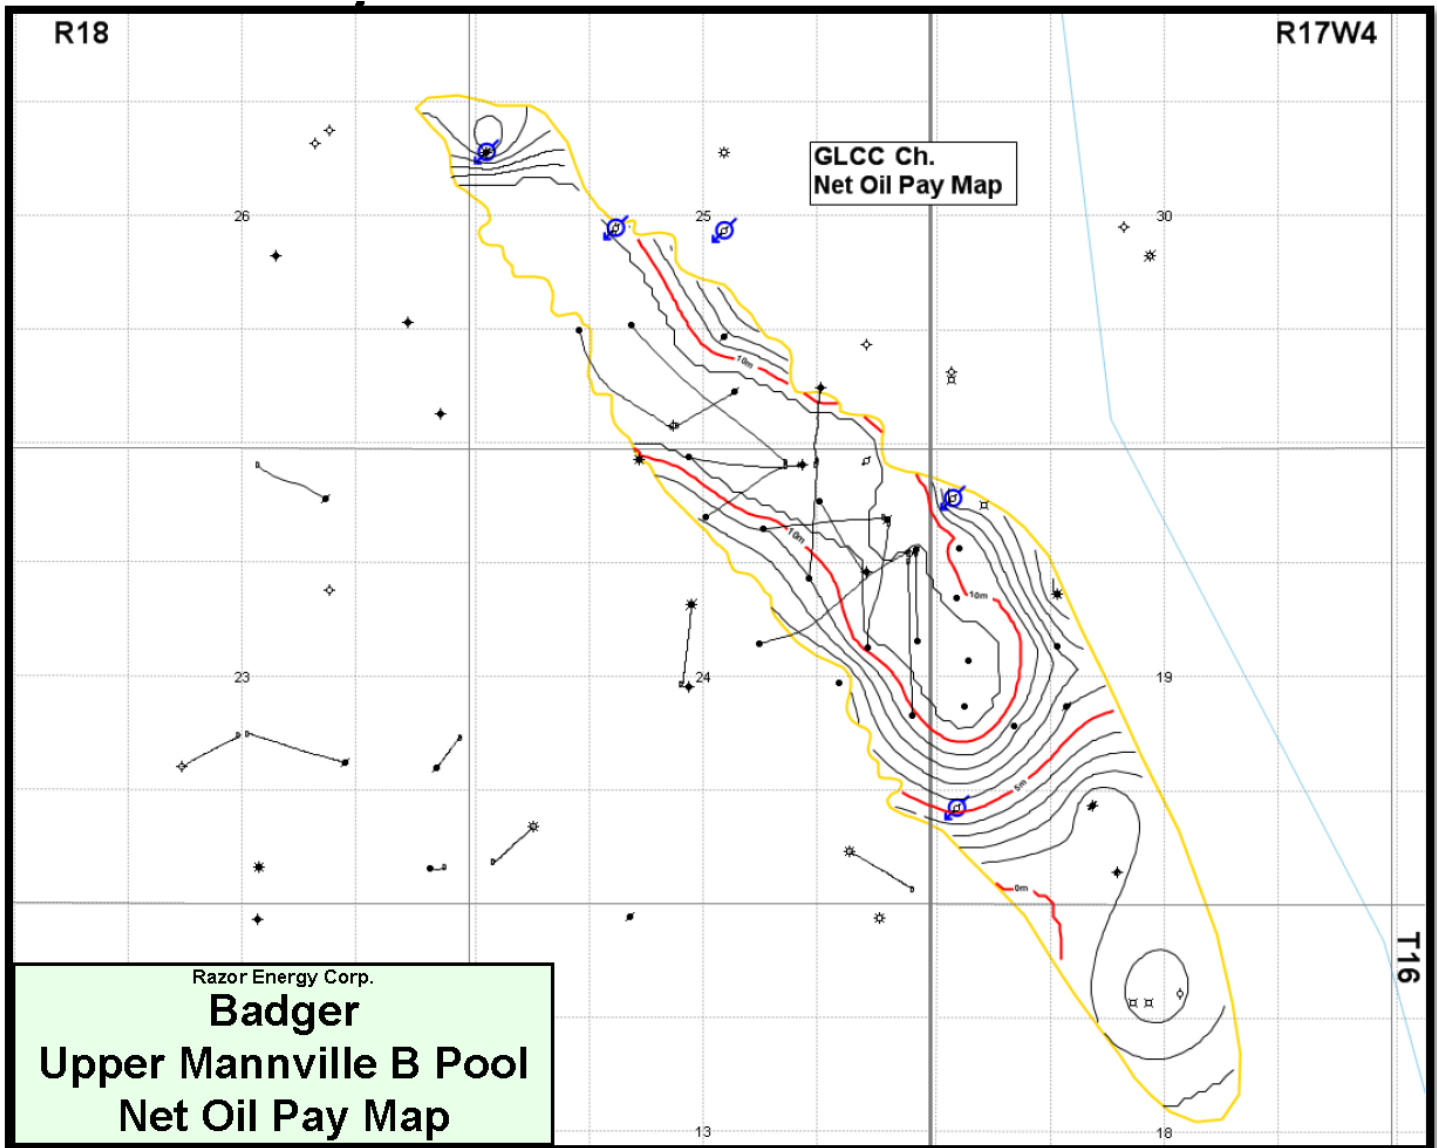 R18
R17W4
GLCC Ch.
Net Oil Pay Map
26
25
30
10m
10m
10m
23
24
19
5m
0m
T16
Razor Energy Corp.
Badger
Upper Mannville B Pool
Net Oil Pay Map
13
18